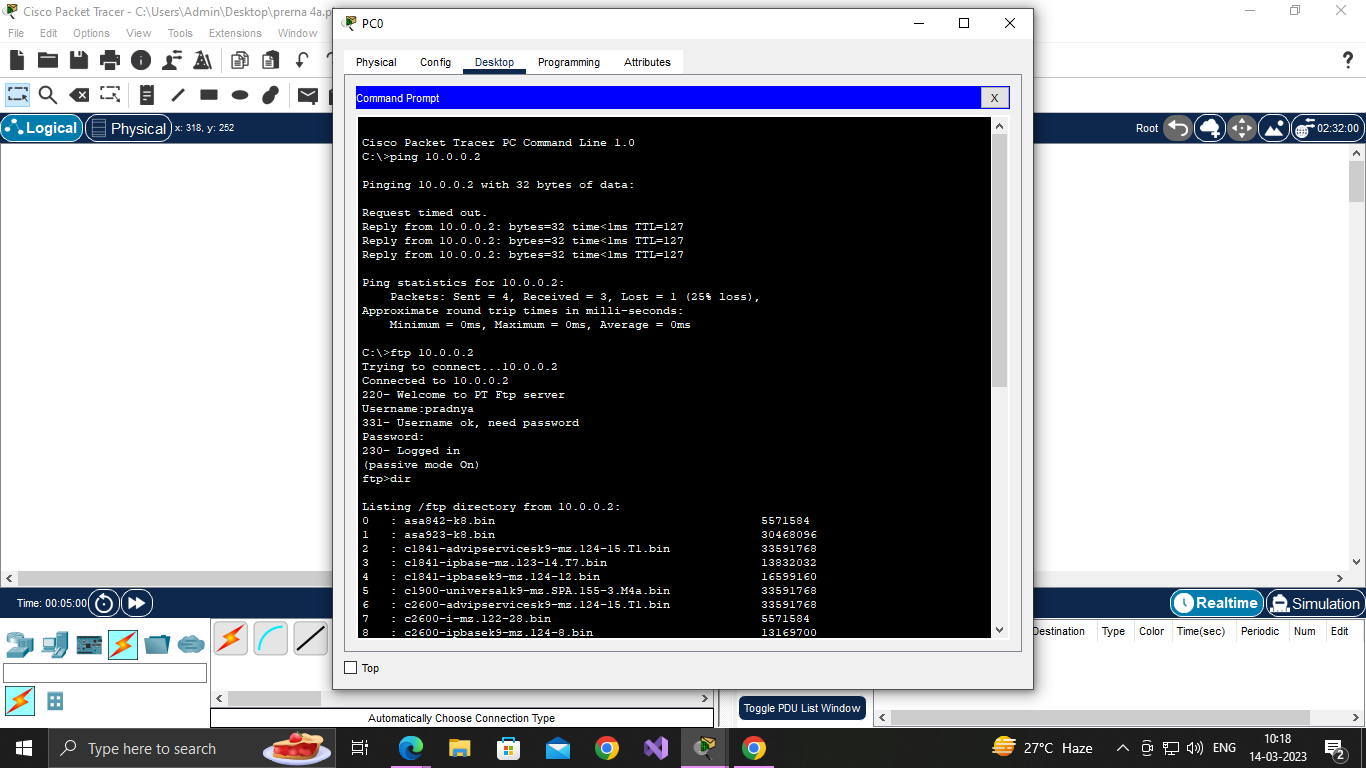 Cisco Packet Tracer - C:\Users\Admin\Desktop\prerna 4a.p
File Edit Options View Tools Extensions Window
PC0
Physical Config Desktop Programming Attributes
Command Prompt X
Logical Physical x: 318, y: 252
Root 02:32:00
Cisco Packet Tracer PC Command Line 1.0
C:\>ping 10.0.0.2
Pinging 10.0.0.2 with 32 bytes of data:
Request timed out.
Reply from 10.0.0.2: bytes=32 time<1ms TTL=127
Reply from 10.0.0.2: bytes=32 time<1ms TTL=127
Reply from 10.0.0.2: bytes=32 time<1ms TTL=127
Ping statistics for 10.0.0.2:
Packets: Sent = 4, Received = 3, Lost = 1 (25% loss),
Approximate round trip times in milli-seconds:
Minimum = 0ms, Maximum = 0ms, Average = 0ms
C:\>ftp 10.0.0.2
Trying to connect...10.0.0.2
Connected to 10.0.0.2
220- Welcome to PT Ftp server
Username:pradnya
331- Username ok, need password
Password:
230- Logged in
(passive mode On)
ftp>dir
Listing /ftp directory from 10.0.0.2:
0 : asa842-k8.bin 5571584
1 : asa923-k8.bin 30468096
2 : c1841-advipservicesk9-mz.124-15.T1.bin 33591768
3 : c1841-ipbase-mz.123-14.T7.bin 13832032
4 : c1841-ipbasek9-mz.124-12.bin 16599160
5 : c1900-universalk9-mz.SPA.155-3.M4a.bin 33591768
6 : c2600-advipservicesk9-mz.124-15.T1.bin 33591768
7 : c2600-i-mz.122-28.bin 5571584
8 : c2600-ipbasek9-mz.124-8.bin 13169700
Top
Time: 00:05:00
Realtime Simulation
Destination Type Color Time(sec) Periodic Num Edit
Toggle PDU List Window
Automatically Choose Connection Type
Type here to search
27°C Haze ENG 10:18
14-03-2023
2